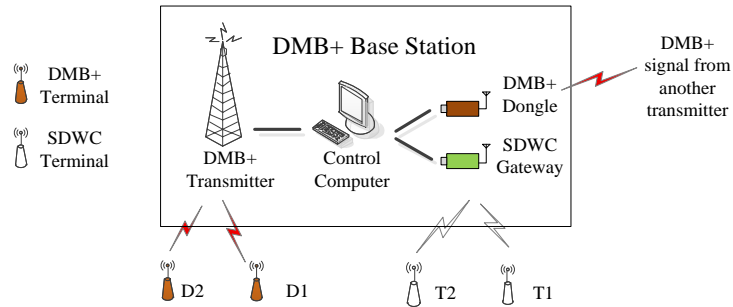 DMB+ Base Station
DMB+
Terminal
SDWC
Terminal
DMB+
Transmitter
Control
Computer
DMB+
Dongle
SDWC
Gateway
DMB+
signal from
another
transmitter
D2
D1
T2
T1